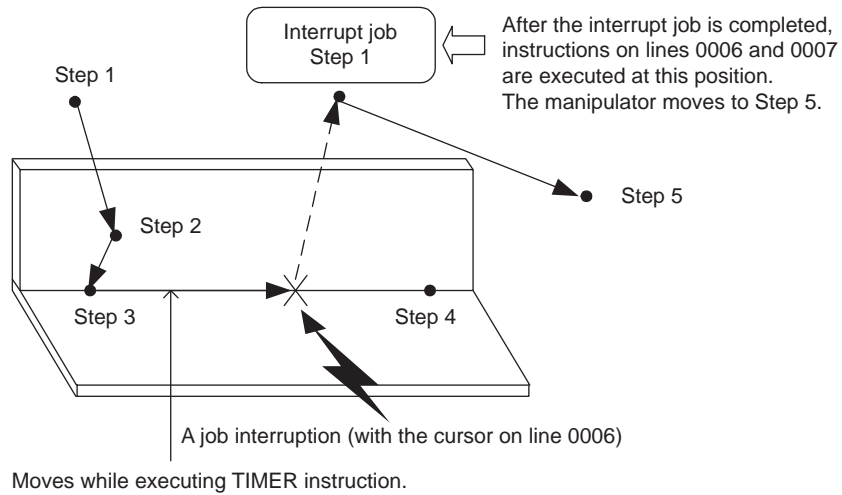 Interrupt job
Step 1
After the interrupt job is completed,
instructions on lines 0006 and 0007
are executed at this position.
The manipulator moves to Step 5.
Step 1
Step 5
Step 2
Step 3
Step 4
A job interruption (with the cursor on line 0006)
Moves while executing TIMER instruction.